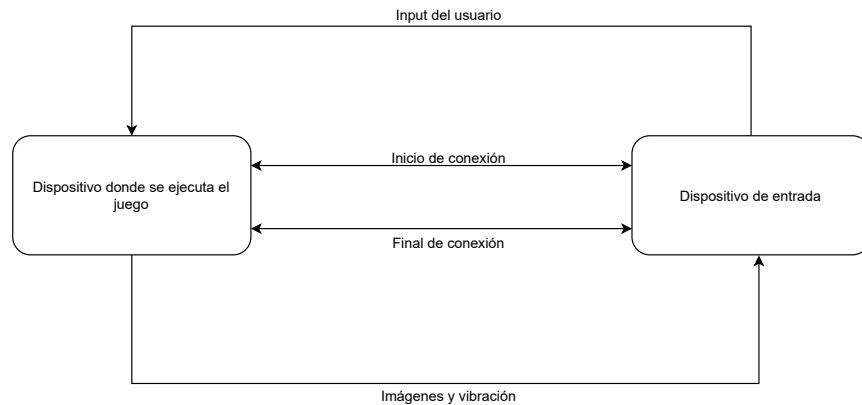 Input del usuario
Inicio de conexión
Dispositivo donde se ejecuta el
juego
Dispositivo de entrada
Final de conexión
Imágenes y vibración